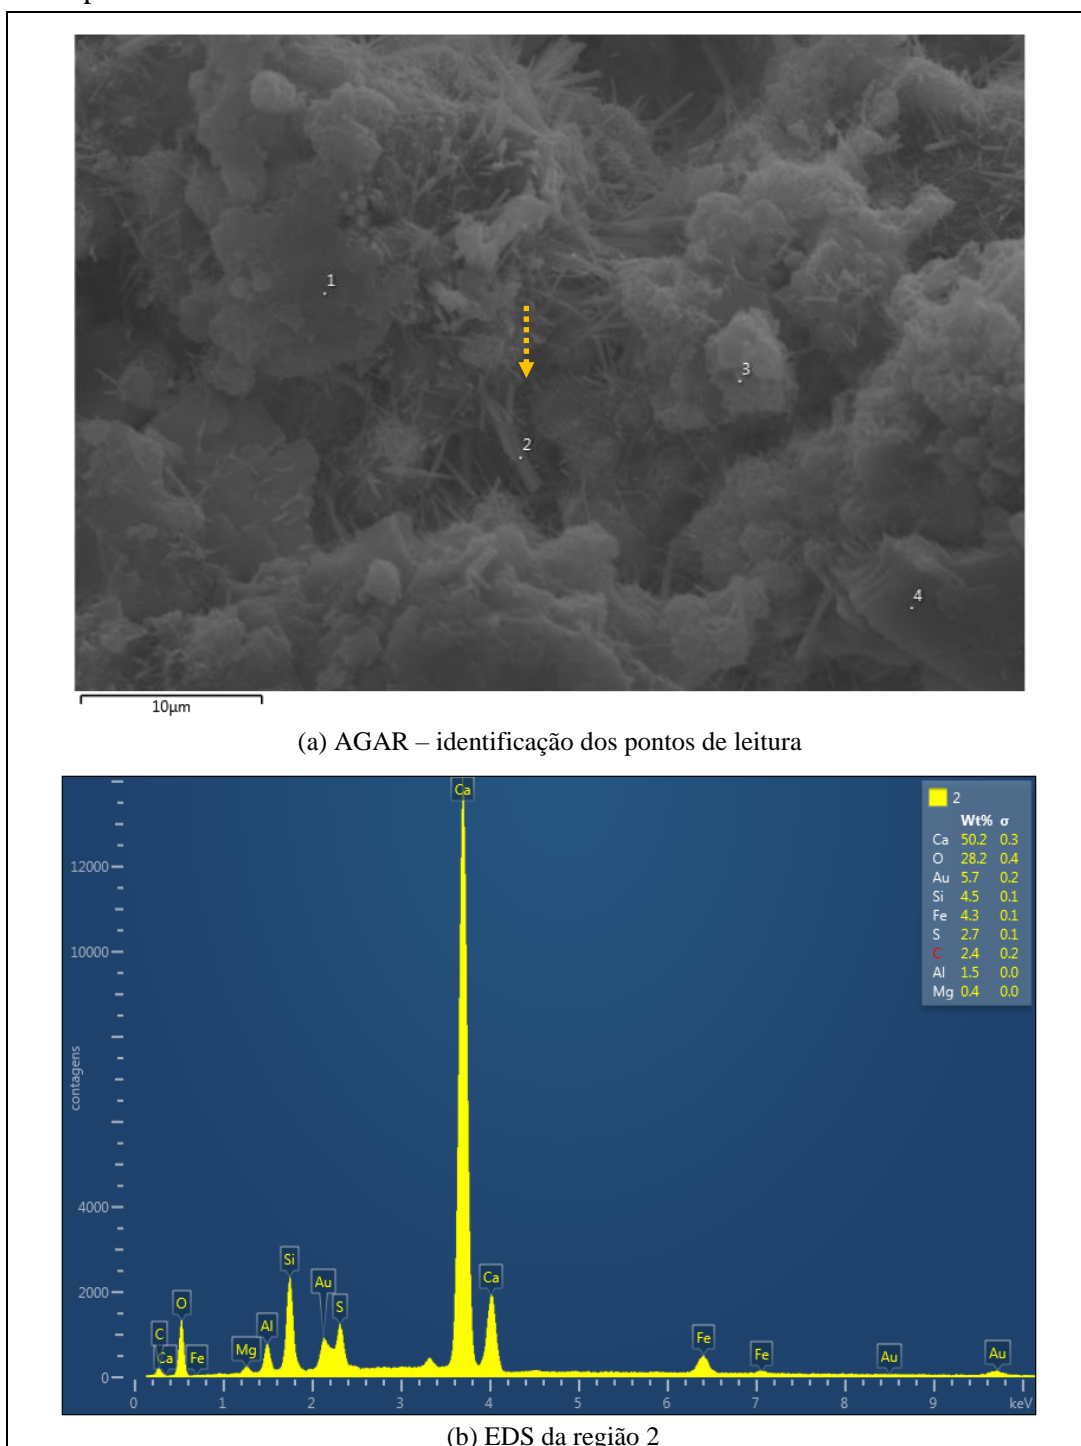 1
2
3
4
10µm
(a) AGAR – identificação dos pontos de leitura
2
Wt% σ
Ca 50.2 0.3
O 28.2 0.4
Au 5.7 0.2
Si 4.5 0.1
Fe 4.3 0.1
S 2.7 0.1
C 2.4 0.2
Al 1.5 0.0
Mg 0.4 0.0
12000
10000
contagens
4000
2000
0
Ca
Si
Au
S
Ca
O
C
Al
Mg
Ca
Fe
Fe
Fe
Au
Au
0 1 2 3 4 5 6 7 8 9 keV
(b) EDS da região 2